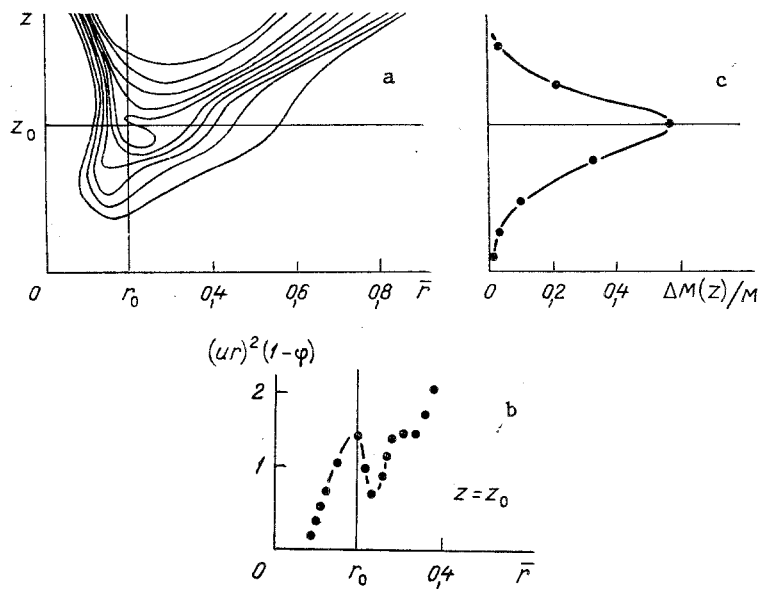 z
a
z₀
0 r₀ 0,4 0,6 0,8 r̅
c
0 0,2 0,4 ΔM(z)/M
(ur)²(1-φ)
2
b
1
z=z₀
0 r₀ 0,4 r̅